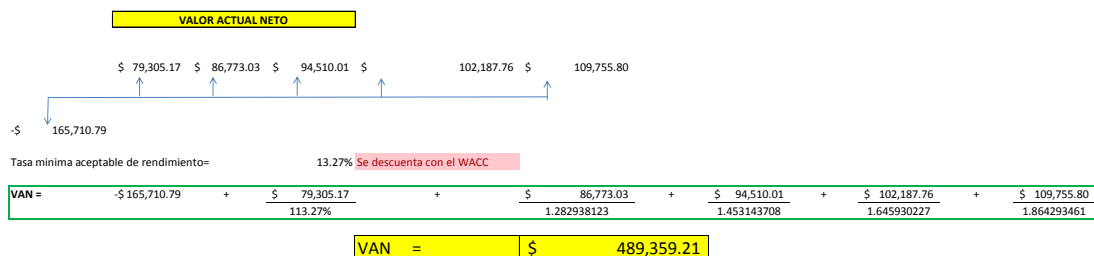 VALOR ACTUAL NETO
$ 79,305.17 $ 86,773.03 $ 94,510.01 $ 102,187.76 $ 109,755.80
-$ 165,710.79
Tasa minima aceptable de rendimiento= 13.27% Se descuenta con el WACC
VAN = -$ 165,710.79 + $ 79,305.17 + $ 86,773.03 + $ 94,510.01 + $ 102,187.76 + $ 109,755.80
113.27% 1.282938123 1.453143708 1.645930227 1.864293461
VAN = $ 489,359.21